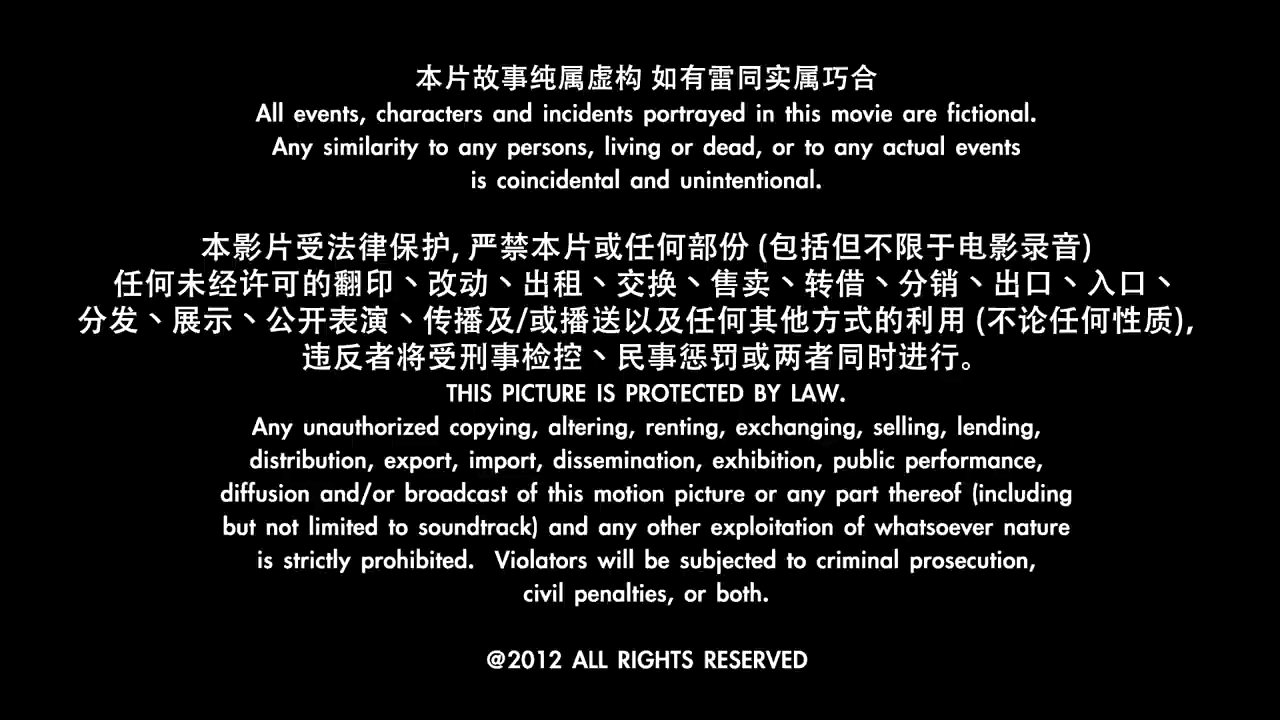 本片故事纯属虚构 如有雷同实属巧合
All events, characters and incidents portrayed in this movie are fictional.
Any similarity to any persons, living or dead, or to any actual events
is coincidental and unintentional.
本影片受法律保护, 严禁本片或任何部份 (包括但不限于电影录音)
任何未经许可的翻印、改动、出租、交换、售卖、转借、分销、出口、入口、
分发、展示、公开表演、传播及/或播送以及任何其他方式的利用 (不论任何性质),
违反者将受刑事检控、民事惩罚或两者同时进行。
THIS PICTURE IS PROTECTED BY LAW.
Any unauthorized copying, altering, renting, exchanging, selling, lending,
distribution, export, import, dissemination, exhibition, public performance,
diffusion and/or broadcast of this motion picture or any part thereof (including
but not limited to soundtrack) and any other exploitation of whatsoever nature
is strictly prohibited.  Violators will be subjected to criminal prosecution,
civil penalties, or both.
@2012 ALL RIGHTS RESERVED